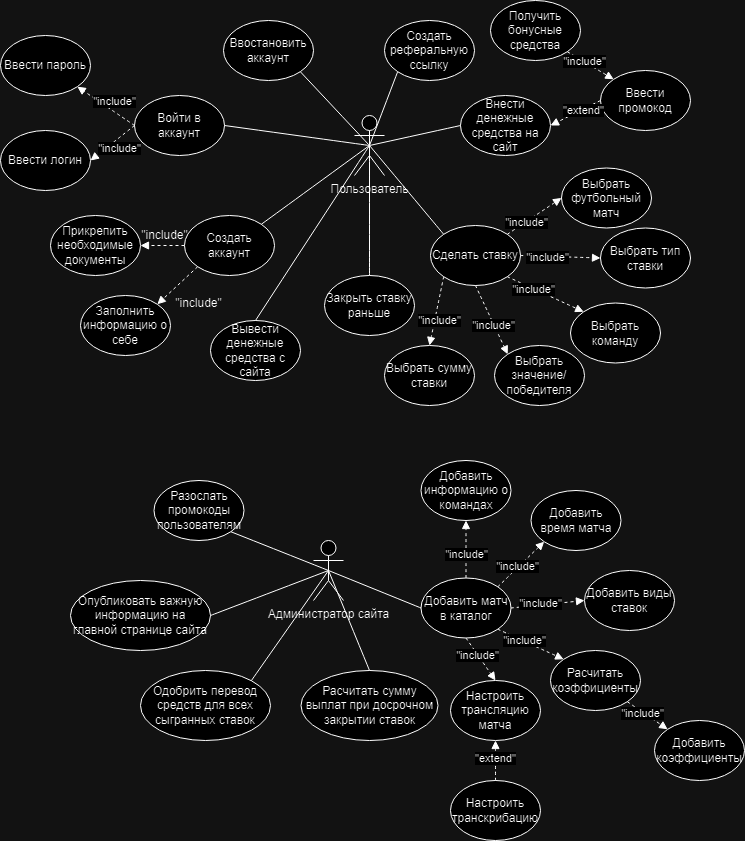 Получить
бонусные
средства
Ввостановить
аккаунт
Создать
реферальную
ссылку
"include"
Ввести пароль
"include"
Ввести
промокод
"extend"
Внести
денежные
средства на
сайт
Войти в
аккаунт
"include"
Ввести логин
Пользователь
Выбрать
футбольный
матч
"include"
Прикрепить
необходимые
документы
"include"
Создать
аккаунт
Сделать ставку
"include"
Выбрать тип
ставки
"include"
"include"
Заполнить
информацию о
себе
Закрыть ставку
раньше
"include"
"include"
Выбрать
команду
Вывести
денежные
средства с
сайта
Выбрать сумму
ставки
Выбрать
значение/
победителя
Добавить
информацию о
командах
Разослать
промокоды
пользователям
Добавить
время матча
"include"
"include"
Опубликовать важную
информацию на
главной странице сайта
Администратор сайта
Добавить матч
в каталог
"include"
Добавить виды
ставок
"include"
"include"
Одобрить перевод
средств для всех
сыгранных ставок
Расчитать сумму
выплат при досрочном
закрытии ставок
Настроить
трансляцию
матча
Расчитать
коэффициенты
"include"
"extend"
Добавить
коэффициенты
Настроить
транскрибацию